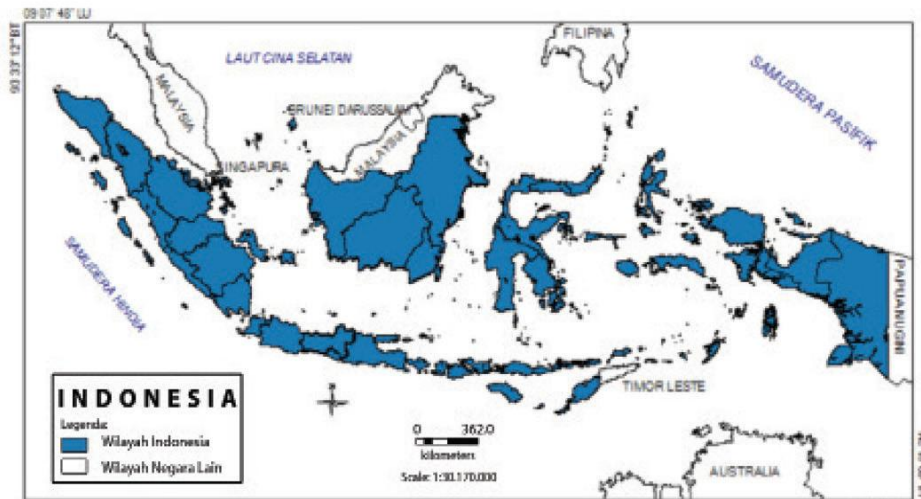 09 07' 48" LU
93 33' 12" BT
LAUT CINA SELATAN
FILIPINA
SAMUDERA PASIFIK
MALAYSIA
BRUNEI DARUSSALAM
MALAYSIA
SINGAPURA
SAMUDERA HINDIA
PAPUA NUGINI
TIMOR LESTE
AUSTRALIA
INDONESIA
Legenda:
Wilayah Indonesia
Wilayah Negara Lain
0 362.0
kilometers
Scale: 1:30.170.000